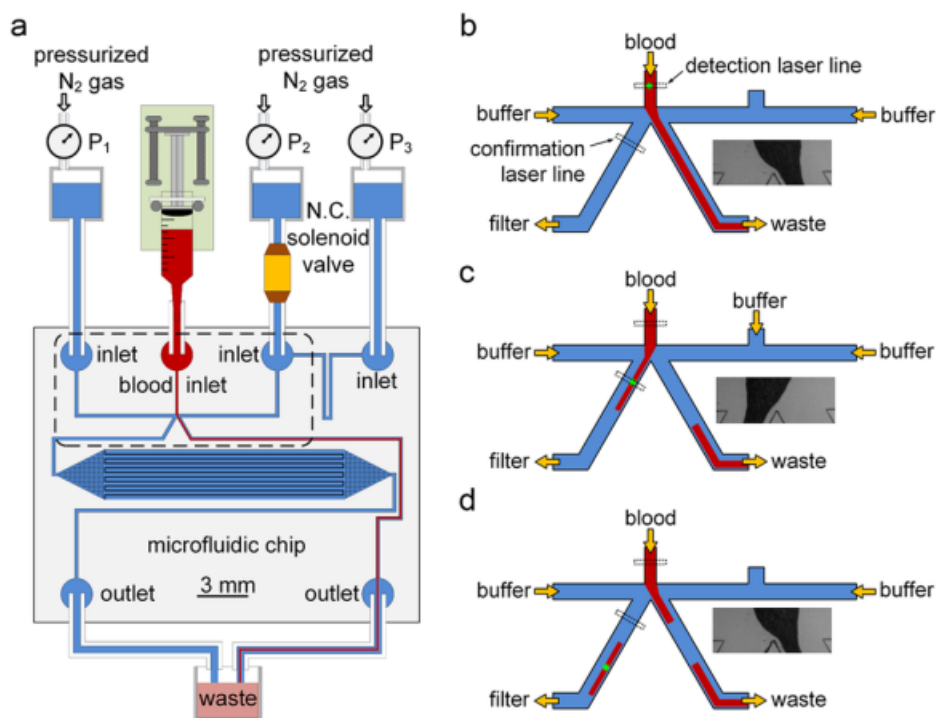 a
pressurized
N₂ gas
pressurized
N₂ gas
P₁
P₂
P₃
N.C.
solenoid
valve
inlet
blood inlet
inlet
inlet
microfluidic chip
3 mm
outlet
outlet
waste
b
blood
detection laser line
buffer
buffer
confirmation
laser line
filter
waste
c
blood
buffer
buffer
buffer
filter
waste
d
blood
buffer
buffer
filter
waste